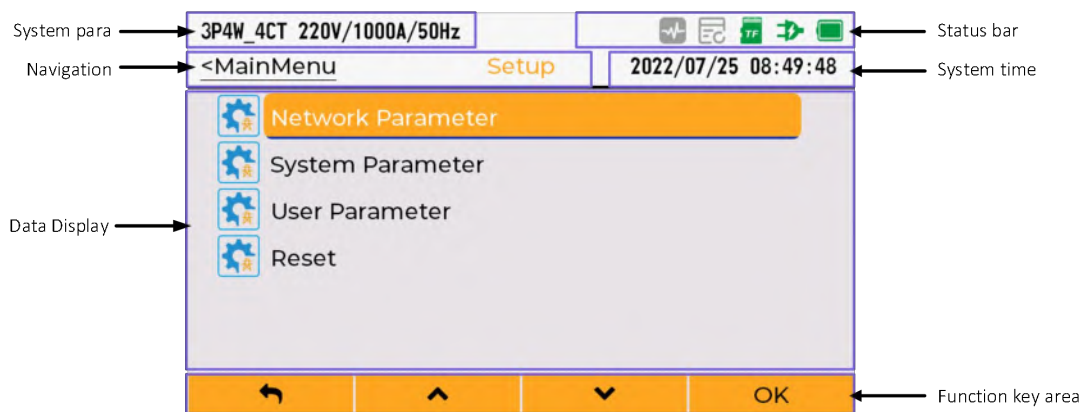 System para
3P4W_4CT 220V/1000A/50Hz
TF
Status bar
Navigation
<MainMenu
Setup
2022/07/25 08:49:48
System time
Network Parameter
System Parameter
User Parameter
Reset
Data Display
OK
Function key area